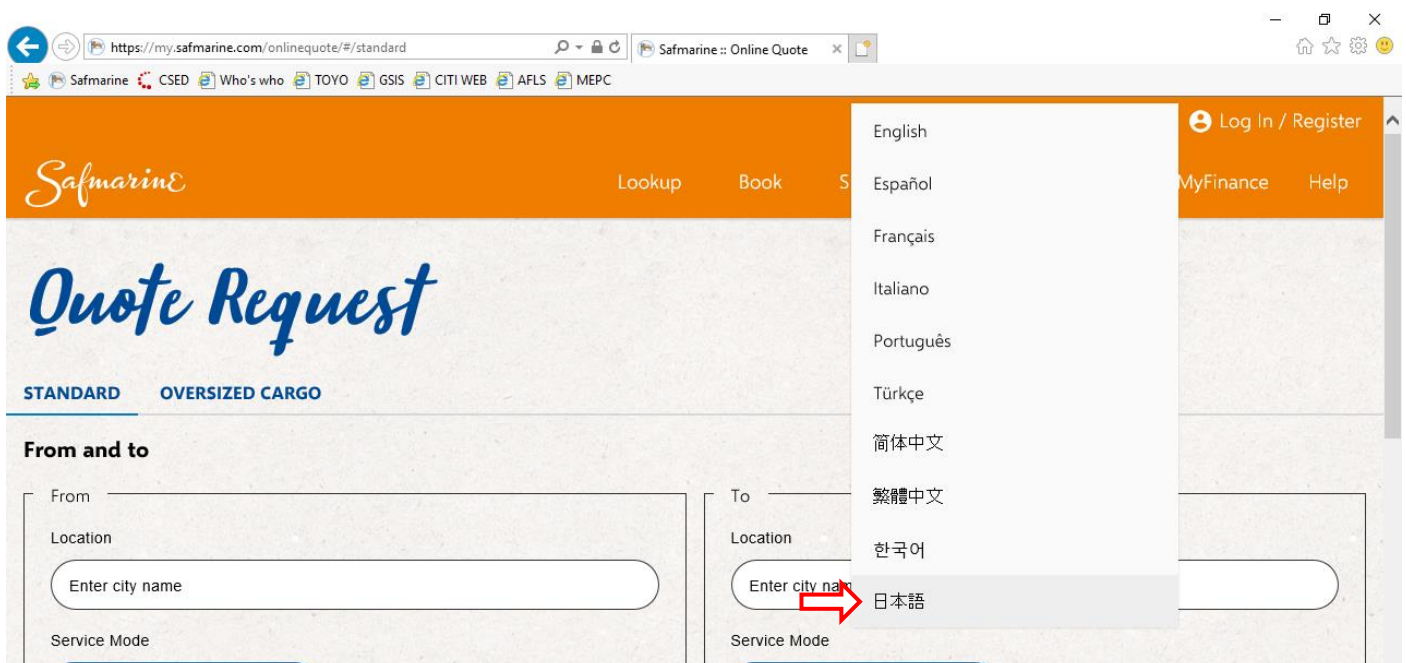 https://my.safmarine.com/onlinequote/#/standard
Safmarine :: Online Quote
Safmarine CSED Who's who TOYO GSIS CITI WEB AFLS MEPC
Log In / Register
Safmarine
Lookup Book S MyFinance Help
English
Español
Français
Italiano
Português
Türkçe
简体中文
繁體中文
한국어
日本語
Quote Request
STANDARD OVERSIZED CARGO
From and to
From To
Location Location
Enter city name Enter city na
Service Mode Service Mode